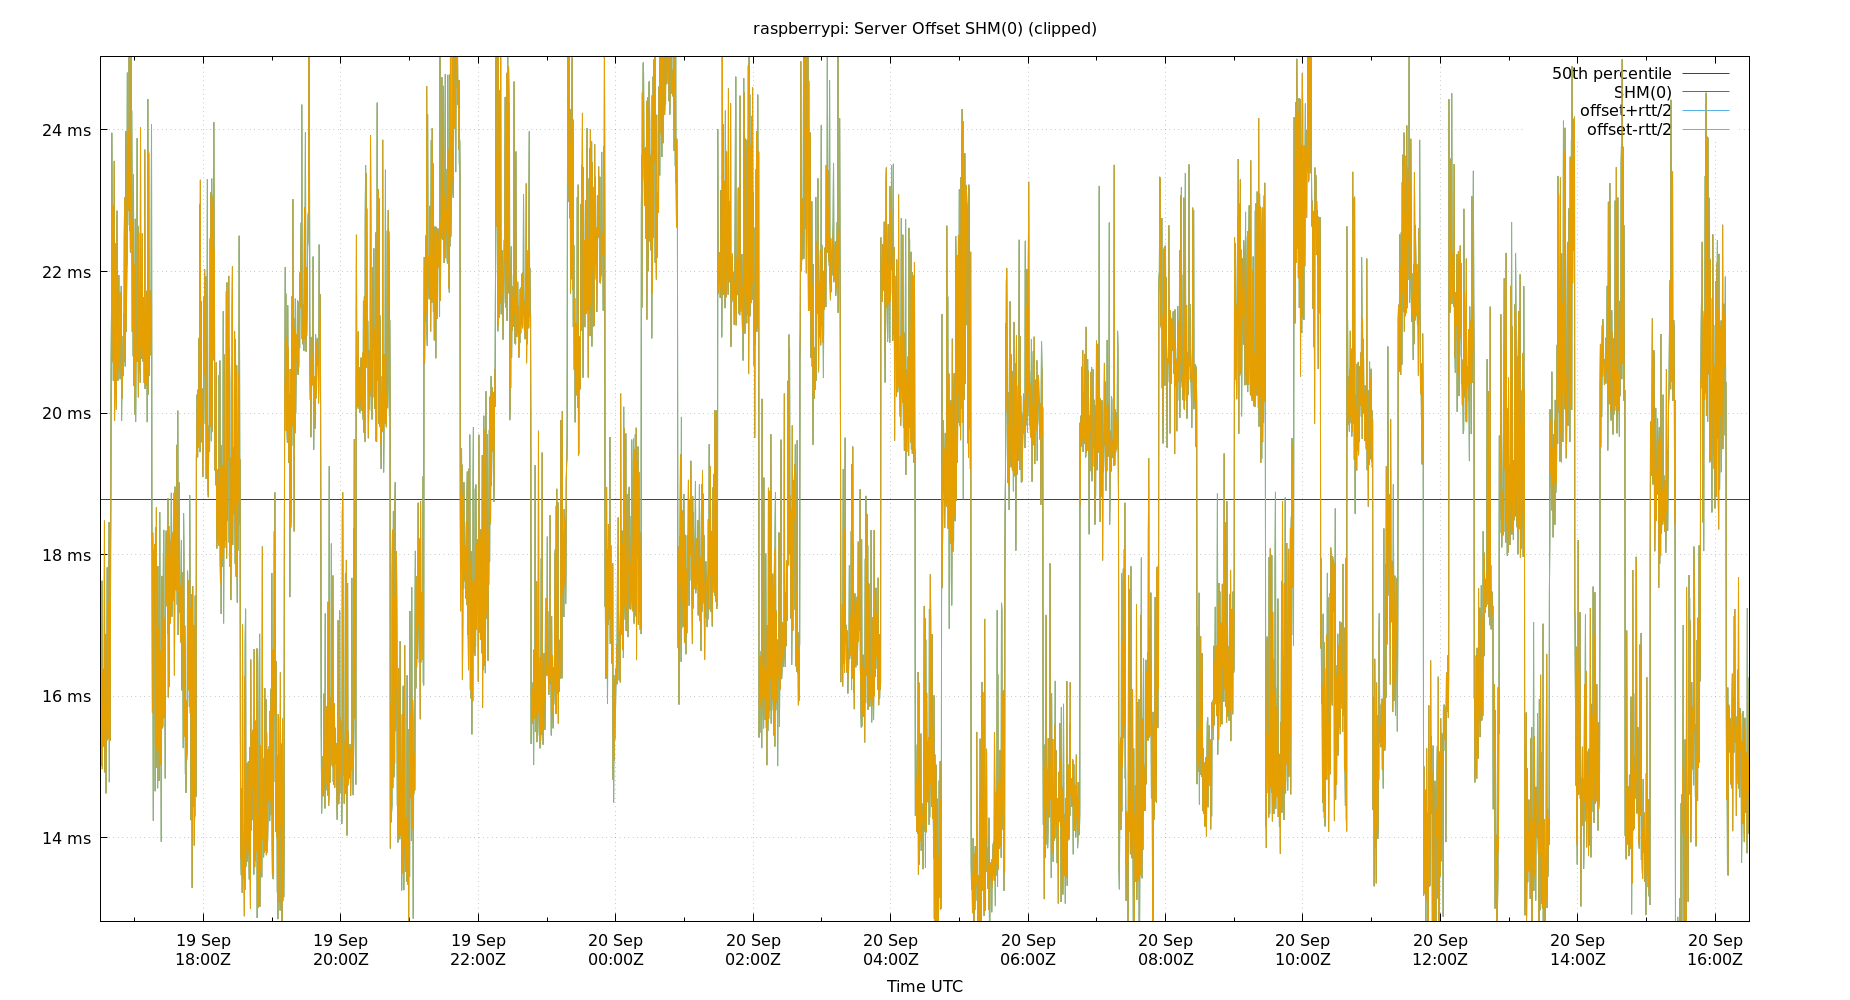 raspberrypi: Server Offset SHM(0) (clipped)
50th percentile
SHM(0)
offset+rtt/2
offset-rtt/2
24 ms
22 ms
20 ms
18 ms
16 ms
14 ms
19 Sep 19 Sep 19 Sep 20 Sep 20 Sep 20 Sep 20 Sep 20 Sep 20 Sep 20 Sep 20 Sep 20 Sep
18:00Z 20:00Z 22:00Z 00:00Z 02:00Z 04:00Z 06:00Z 08:00Z 10:00Z 12:00Z 14:00Z 16:00Z
Time UTC